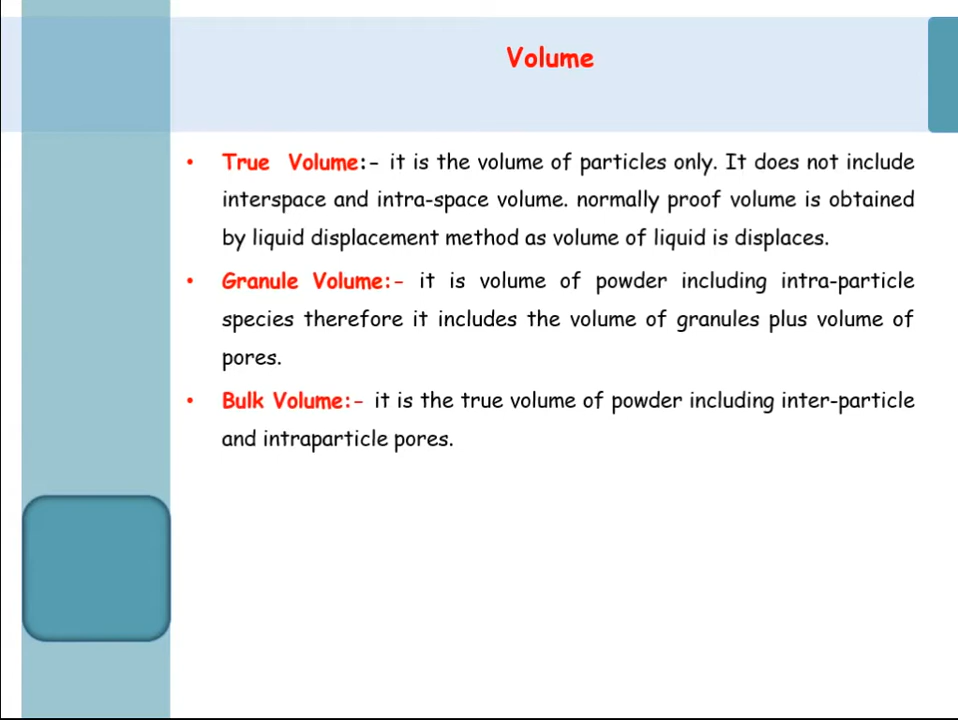 Volume
• True Volume:- it is the volume of particles only. It does not include
interspace and intra-space volume. normally proof volume is obtained
by liquid displacement method as volume of liquid is displaces.
• Granule Volume:- it is volume of powder including intra-particle
species therefore it includes the volume of granules plus volume of
pores.
• Bulk Volume:- it is the true volume of powder including inter-particle
and intraparticle pores.